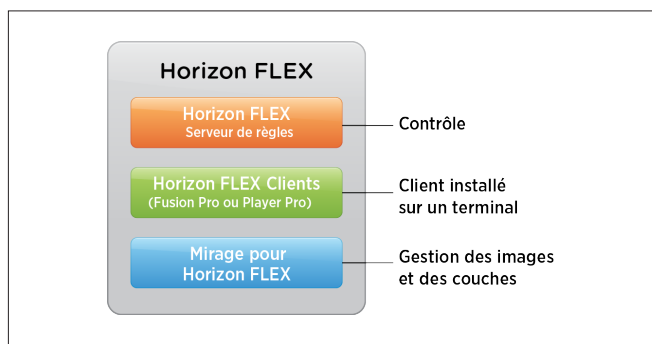 Horizon FLEX
Horizon FLEX
Serveur de règles
Contrôle
Horizon FLEX Clients
(Fusion Pro ou Player Pro)
Client installé
sur un terminal
Mirage pour
Horizon FLEX
Gestion des images
et des couches